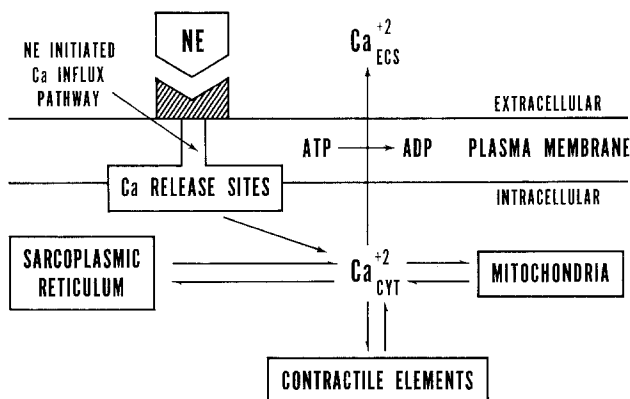 NE
NE INITIATED
Ca INFLUX
PATHWAY
Ca+2 ECS
EXTRACELLULAR
ATP
ADP
PLASMA MEMBRANE
Ca RELEASE SITES
INTRACELLULAR
SARCOPLASMIC
RETICULUM
Ca+2 CYT
MITOCHONDRIA
CONTRACTILE ELEMENTS